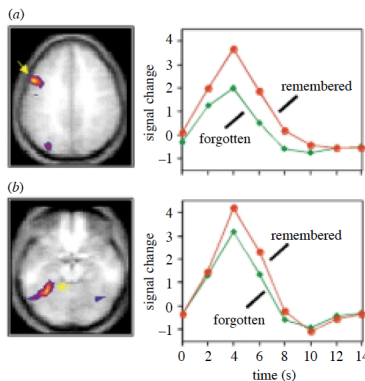 (a)
4
3
2
1
0
–1
signal change
remembered
forgotten
(b)
4
3
2
1
0
–1
signal change
remembered
forgotten
0 2 4 6 8 10 12 14
time (s)